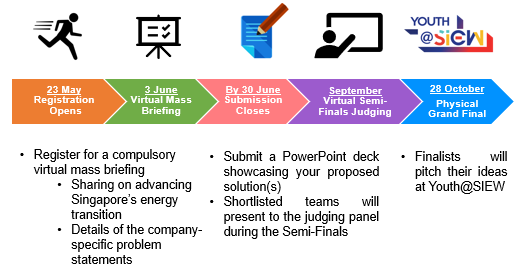 YOUTH
@SIEW
23 May
Registration
Opens
3 June
Virtual Mass
Briefing
By 30 June
Submission
Closes
September
Virtual Semi-
Finals Judging
28 October
Physical
Grand Final
• Register for a compulsory
virtual mass briefing
• Sharing on advancing
Singapore's energy
transition
• Details of the company-
specific problem
statements
• Submit a PowerPoint deck
showcasing your proposed
solution(s)
• Shortlisted teams will
present to the judging panel
during the Semi-Finals
• Finalists will
pitch their ideas
at Youth@SIEW